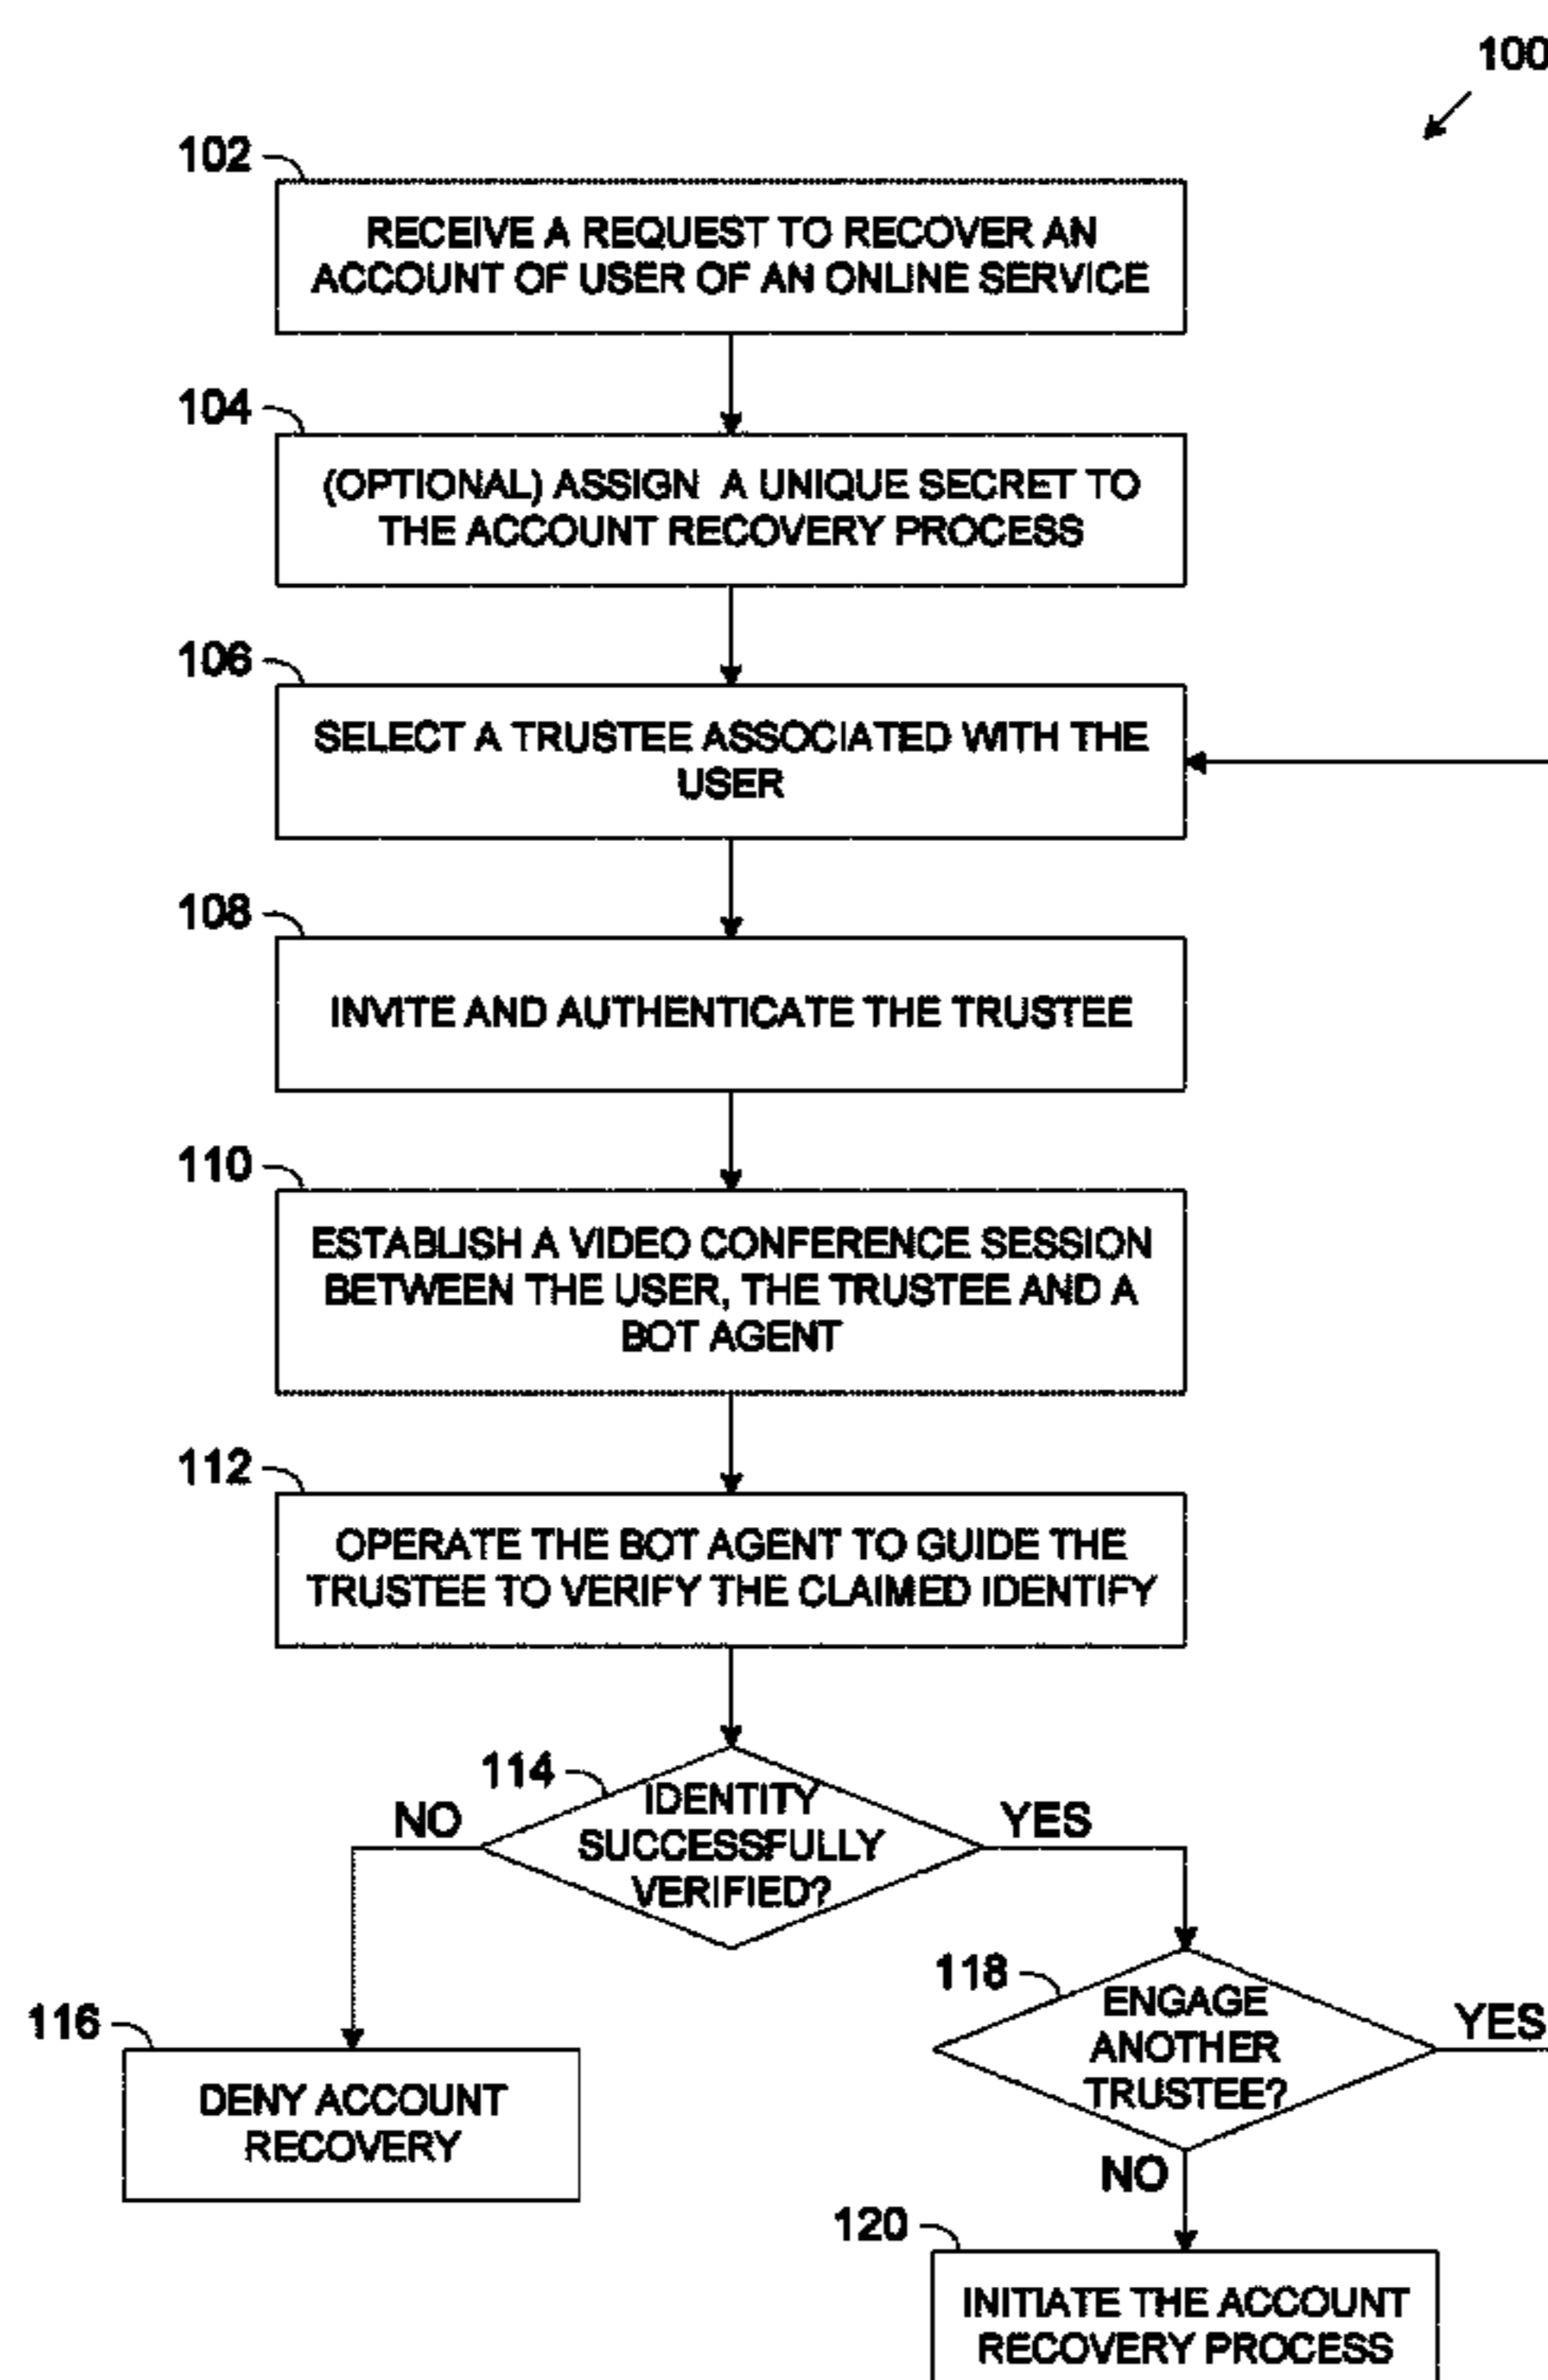 100
102
RECEIVE A REQUEST TO RECOVER AN
ACCOUNT OF USER OF AN ONLINE SERVICE
104
(OPTIONAL) ASSIGN A UNIQUE SECRET TO
THE ACCOUNT RECOVERY PROCESS
106
SELECT A TRUSTEE ASSOCIATED WITH THE
USER
108
INVITE AND AUTHENTICATE THE TRUSTEE
110
ESTABLISH A VIDEO CONFERENCE SESSION
BETWEEN THE USER, THE TRUSTEE AND A
BOT AGENT
112
OPERATE THE BOT AGENT TO GUIDE THE
TRUSTEE TO VERIFY THE CLAIMED IDENTIFY
114
IDENTITY
SUCCESSFULLY
VERIFIED?
NO
YES
116
DENY ACCOUNT
RECOVERY
118
ENGAGE
ANOTHER
TRUSTEE?
YES
NO
120
INITIATE THE ACCOUNT
RECOVERY PROCESS